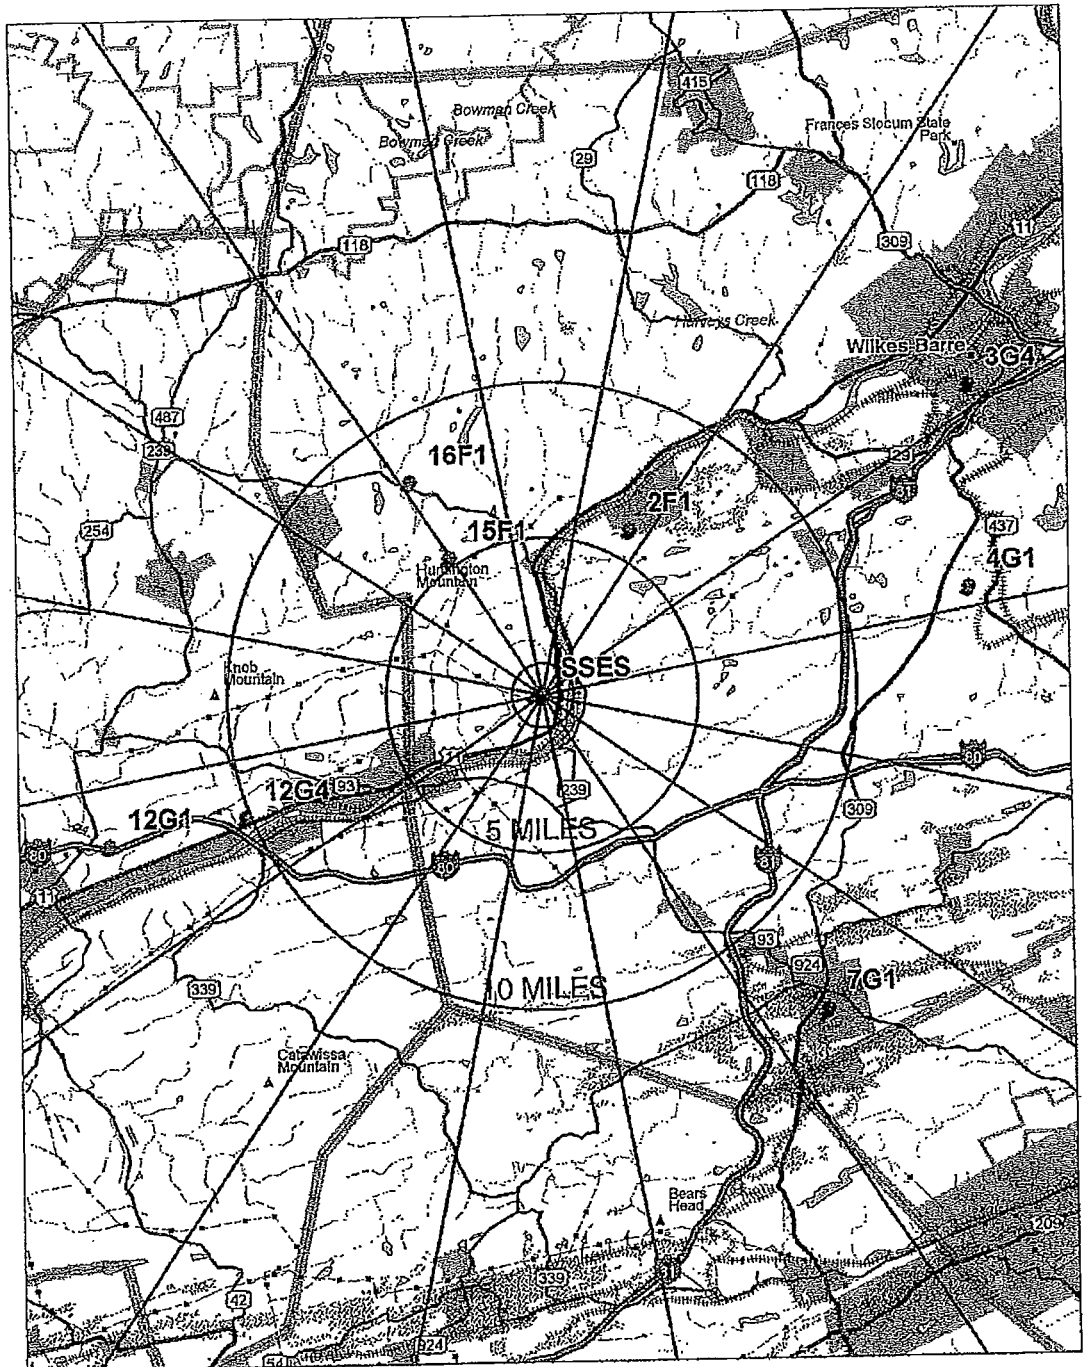 415
Bowman Creek
Frances Slocum State
Park
Bowman Creek
29
118
11
118
309
Harveys Creek
Wilkes-Barre
3G4
487
239
16F1
29
81
2F1
254
15F1
437
4G1
Huntington
Mountain
SSES
Knob
Mountain
11
80
12G4
93
239
12G1
309
5 MILES
80
80
81
11
93
924
7G1
10 MILES
339
Catawissa
Mountain
Bears
Head
209
339
42
924
54